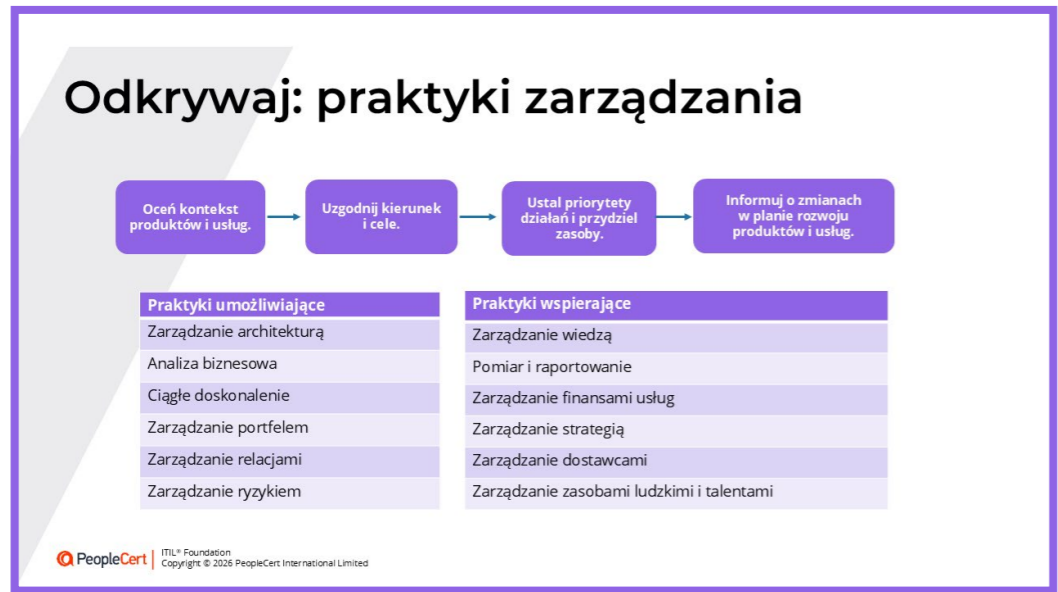 Odkrywaj: praktyki zarządzania
Oceń kontekst
produktów i usług.
Uzgodnij kierunek
i cele.
Ustal priorytety
działań i przydziel
zasoby.
Informuj o zmianach
w planie rozwoju
produktów i usług.
Praktyki umożliwiające
Zarządzanie architekturą
Analiza biznesowa
Ciągłe doskonalenie
Zarządzanie portfelem
Zarządzanie relacjami
Zarządzanie ryzykiem
Praktyki wspierające
Zarządzanie wiedzą
Pomiar i raportowanie
Zarządzanie finansami usług
Zarządzanie strategią
Zarządzanie dostawcami
Zarządzanie zasobami ludzkimi i talentami
PeopleCert
ITIL® Foundation
Copyright © 2026 PeopleCert International Limited